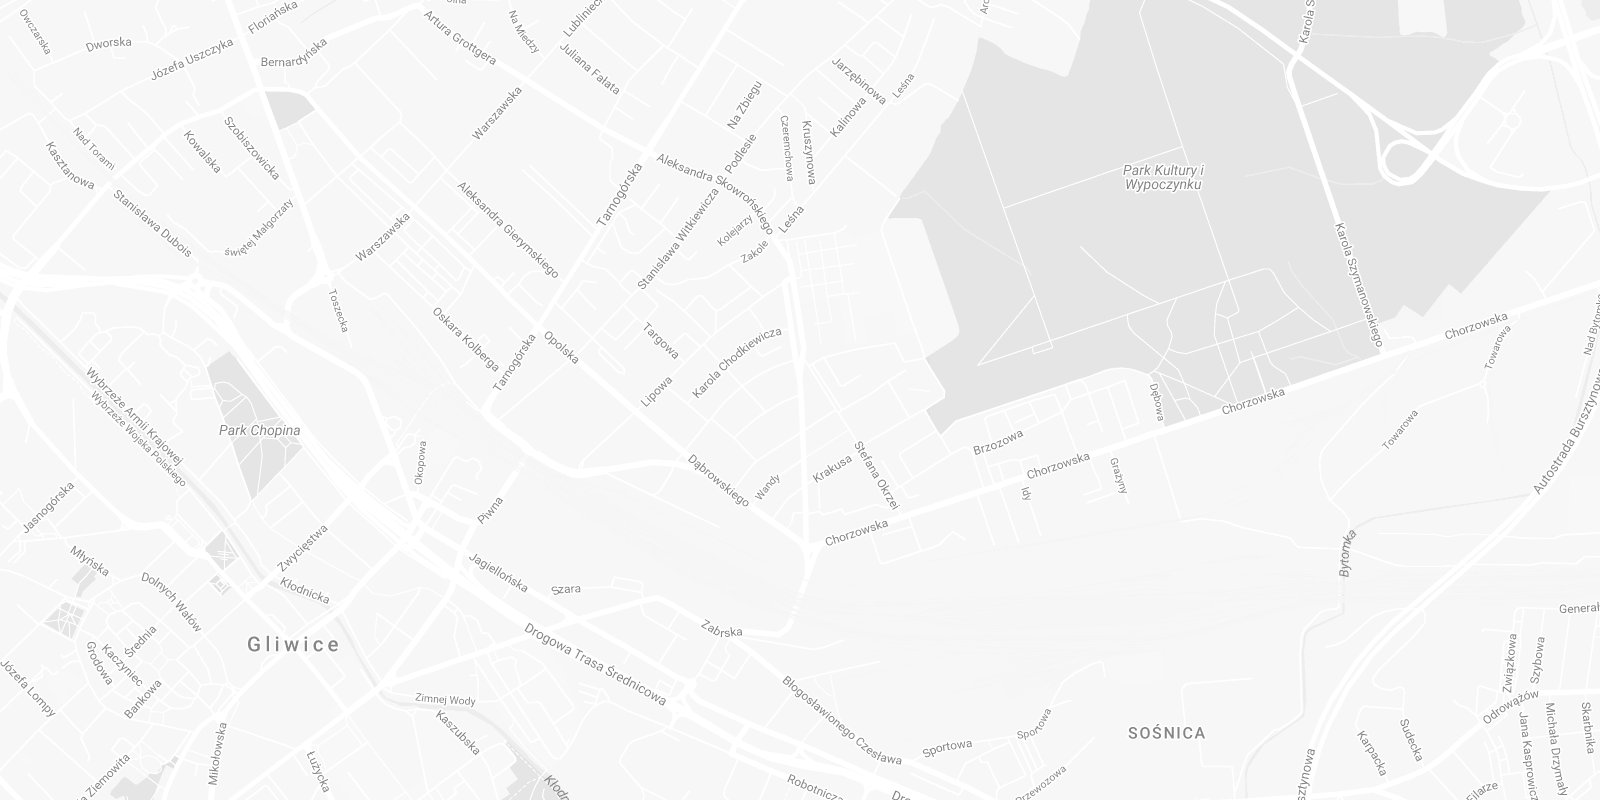 Owczarska
Dworska
Floriańska
Józefa Uszczyka
Bernardyńska
Artura Grottgera
Na Miedzy
Juliana Fałata
Warszawska
Na Zbiegu
Jarzębinowa
Leśna
Kalinowa
Karola S
Nad Torami
Kasztanowa
Kowalska
Szobiszowicka
Czeremchowa
Kruszynowa
Podlesie
Park Kultury i
Wypoczynku
Stanisława Dubois
świętej Małgorzaty
Warszawska
Aleksandra Gierymskiego
Tarnogórska
Aleksandra Skowrońskiego
Stanisława Witkiewicza
Kolejarzy
Zakole
Leśna
Karola Szymanowskiego
Toszecka
Oskara Kolberga
Tarnogórska
Opolska
Targowa
Lipowa
Karola Chodkiewicza
Chorzowska
Towarowa
Nad Bytomk
Wybrzeże Armii Krajowej
Wybrzeże Wojska Polskiego
Park Chopina
Dębowa
Chorzowska
Towarowa
Autostrada Bursztynowa
Okopowa
Brzozowa
Chorzowska
Jasnogórska
Piwna
Dąbrowskiego
Wandy
Krakusa
Stefana Okrzei
Idy
Grażyny
Zwycięstwa
Chorzowska
Bytomka
Młyńska
Dolnych Wałów
Kłodnicka
Jagiellońska
Szara
Generał
Gliwice
Średnia
Grodowa
Kaczyniec
Bankowa
Zabrska
Drogowa Trasa Średnicowa
Związkowa
Szybowa
Józefa Lompy
Zimnej Wody
Kaszubska
Błogosławionego Czesława
Sportowa
Sportowa
SOŚNICA
Odrowążów
Mikołowska
Łużycka
Karpacka
Sudecka
Jana Kasprowic
Michała Drzymały
Skarbnika
a Ziemowita
Kłodn
Robotnicza
Przewozowa
sztynowa
Filarze